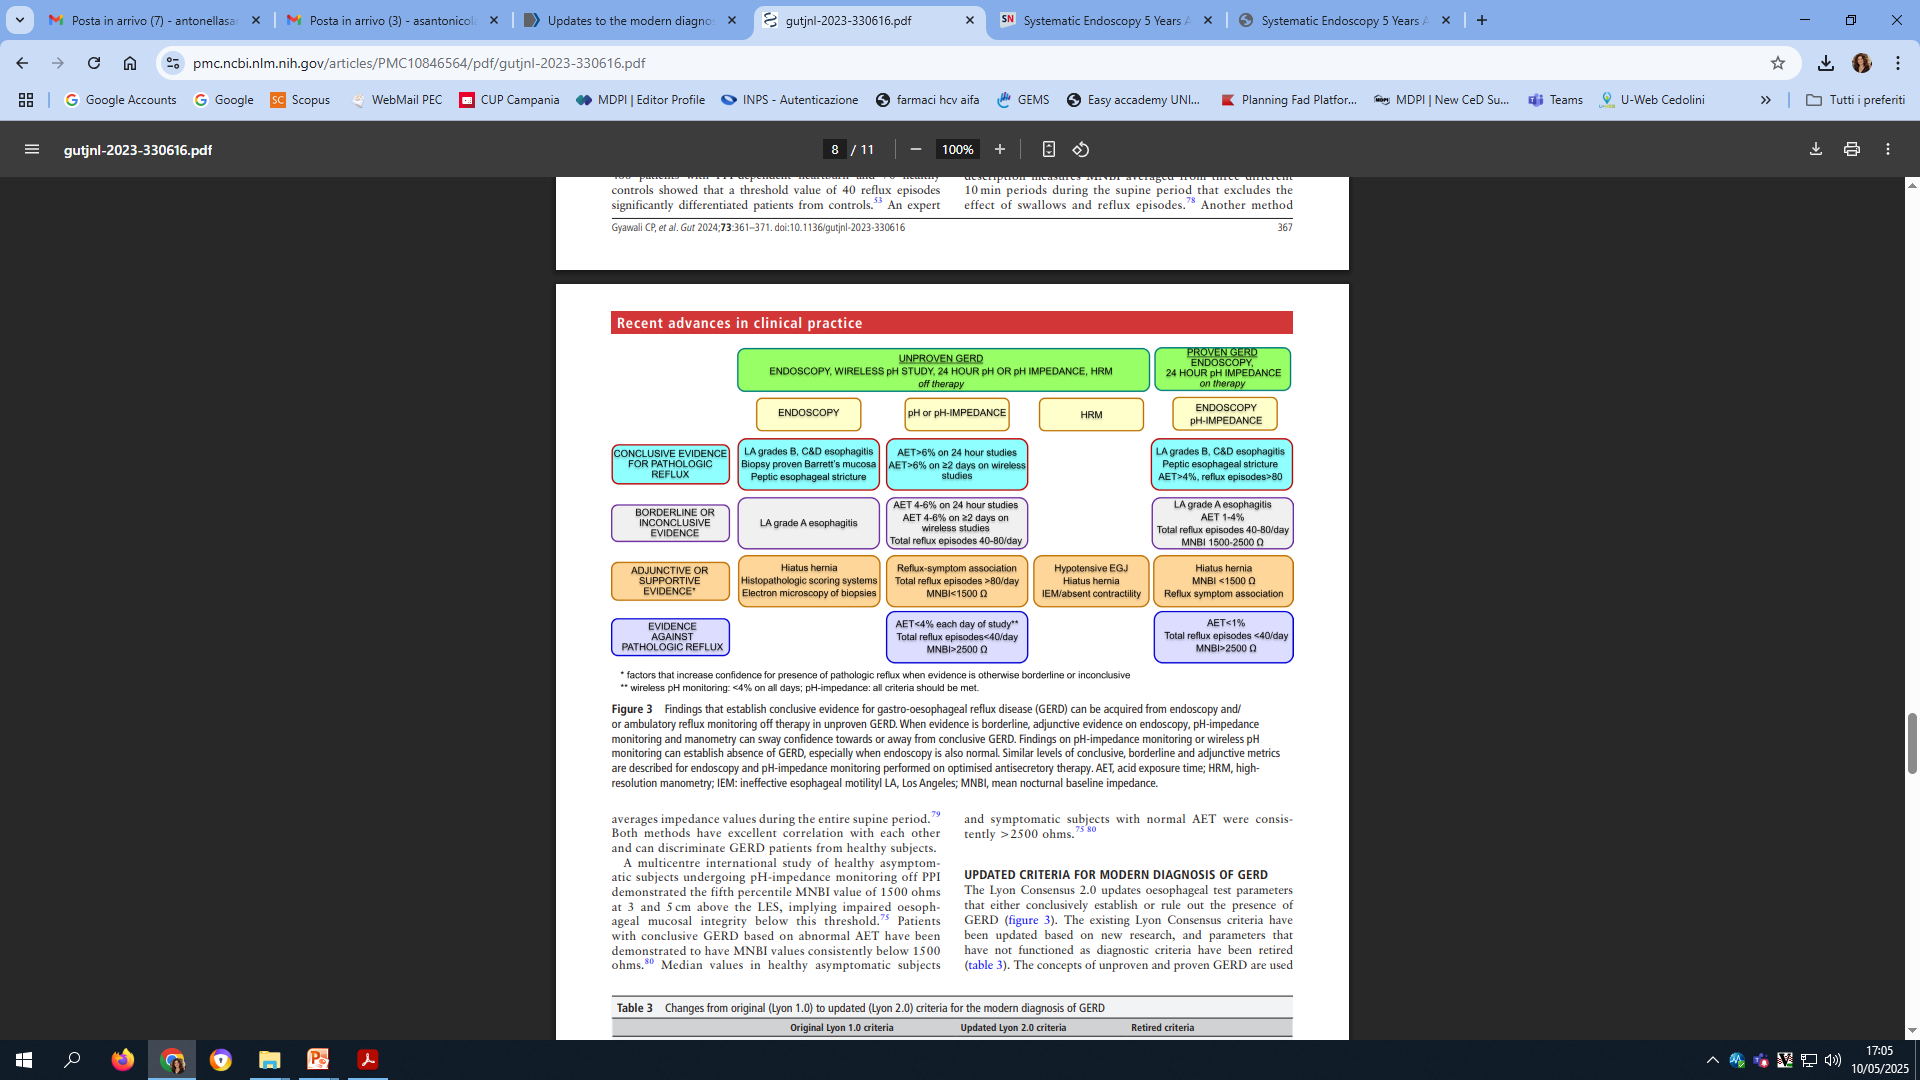 Posta in arrivo (7) - antonellasa
Posta in arrivo (3) - asantonicola
Updates to the modern diagno
gutjnl-2023-330616.pdf
Systematic Endoscopy 5 Years A
Systematic Endoscopy 5 Years A
pmc.ncbi.nlm.nih.gov/articles/PMC10846564/pdf/gutjnl-2023-330616.pdf
Google Accounts
Google
Scopus
WebMail PEC
CUP Campania
MDPI | Editor Profile
INPS - Autenticazione
farmaci hcv aifa
GEMS
Easy accademy UNI...
Planning Fad Platfor...
MDPI | New CeD Su...
Teams
U-Web Cedolini
»
Tutti i preferiti
gutjnl-2023-330616.pdf
8 / 11
100%
controls showed that a threshold value of 40 reflux episodes
significantly differentiated patients from controls.53 An expert
description measures MNBI averaged from three different
10 min periods during the supine period that excludes the
effect of swallows and reflux episodes.78 Another method
Gyawali CP, et al. Gut 2024;73:361–371. doi:10.1136/gutjnl-2023-330616
367
Recent advances in clinical practice
UNPROVEN GERD
ENDOSCOPY, WIRELESS pH STUDY, 24 HOUR pH OR pH IMPEDANCE, HRM
off therapy
PROVEN GERD
ENDOSCOPY,
24 HOUR pH IMPEDANCE
on therapy
ENDOSCOPY
pH or pH-IMPEDANCE
HRM
ENDOSCOPY
pH-IMPEDANCE
CONCLUSIVE EVIDENCE
FOR PATHOLOGIC
REFLUX
LA grades B, C&D esophagitis
Biopsy proven Barrett's mucosa
Peptic esophageal stricture
AET>6% on 24 hour studies
AET>6% on ≥2 days on wireless
studies
LA grades B, C&D esophagitis
Peptic esophageal stricture
AET>4%, reflux episodes>80
BORDERLINE OR
INCONCLUSIVE
EVIDENCE
LA grade A esophagitis
AET 4-6% on 24 hour studies
AET 4-6% on ≥2 days on
wireless studies
Total reflux episodes 40-80/day
LA grade A esophagitis
AET 1-4%
Total reflux episodes 40-80/day
MNBI 1500-2500 Ω
ADJUNCTIVE OR
SUPPORTIVE
EVIDENCE*
Hiatus hernia
Histopathologic scoring systems
Electron microscopy of biopsies
Reflux-symptom association
Total reflux episodes >80/day
MNBI<1500 Ω
Hypotensive EGJ
Hiatus hernia
IEM/absent contractility
Hiatus hernia
MNBI <1500 Ω
Reflux symptom association
EVIDENCE
AGAINST
PATHOLOGIC REFLUX
AET<4% each day of study**
Total reflux episodes<40/day
MNBI>2500 Ω
AET<1%
Total reflux episodes <40/day
MNBI>2500 Ω
* factors that increase confidence for presence of pathologic reflux when evidence is otherwise borderline or inconclusive
** wireless pH monitoring: <4% on all days; pH-impedance: all criteria should be met.
Figure 3 Findings that establish conclusive evidence for gastro-oesophageal reflux disease (GERD) can be acquired from endoscopy and/
or ambulatory reflux monitoring off therapy in unproven GERD. When evidence is borderline, adjunctive evidence on endoscopy, pH-impedance
monitoring and manometry can sway confidence towards or away from conclusive GERD. Findings on pH-impedance monitoring or wireless pH
monitoring can establish absence of GERD, especially when endoscopy is also normal. Similar levels of conclusive, borderline and adjunctive metrics
are described for endoscopy and pH-impedance monitoring performed on optimised antisecretory therapy. AET, acid exposure time; HRM, high-
resolution manometry; IEM: ineffective esophageal motilityl LA, Los Angeles; MNBI, mean nocturnal baseline impedance.
averages impedance values during the entire supine period.79
Both methods have excellent correlation with each other
and can discriminate GERD patients from healthy subjects.
A multicentre international study of healthy asymptom-
atic subjects undergoing pH-impedance monitoring off PPI
demonstrated the fifth percentile MNBI value of 1500 ohms
at 3 and 5 cm above the LES, implying impaired oesoph-
ageal mucosal integrity below this threshold.75 Patients
with conclusive GERD based on abnormal AET have been
demonstrated to have MNBI values consistently below 1500
ohms.80 Median values in healthy asymptomatic subjects
and symptomatic subjects with normal AET were consis-
tently >2500 ohms.75 80
UPDATED CRITERIA FOR MODERN DIAGNOSIS OF GERD
The Lyon Consensus 2.0 updates oesophageal test parameters
that either conclusively establish or rule out the presence of
GERD (figure 3). The existing Lyon Consensus criteria have
been updated based on new research, and parameters that
have not functioned as diagnostic criteria have been retired
(table 3). The concepts of unproven and proven GERD are used
Table 3 Changes from original (Lyon 1.0) to updated (Lyon 2.0) criteria for the modern diagnosis of GERD
Original Lyon 1.0 criteria
Updated Lyon 2.0 criteria
Retired criteria
17:05
10/05/2025